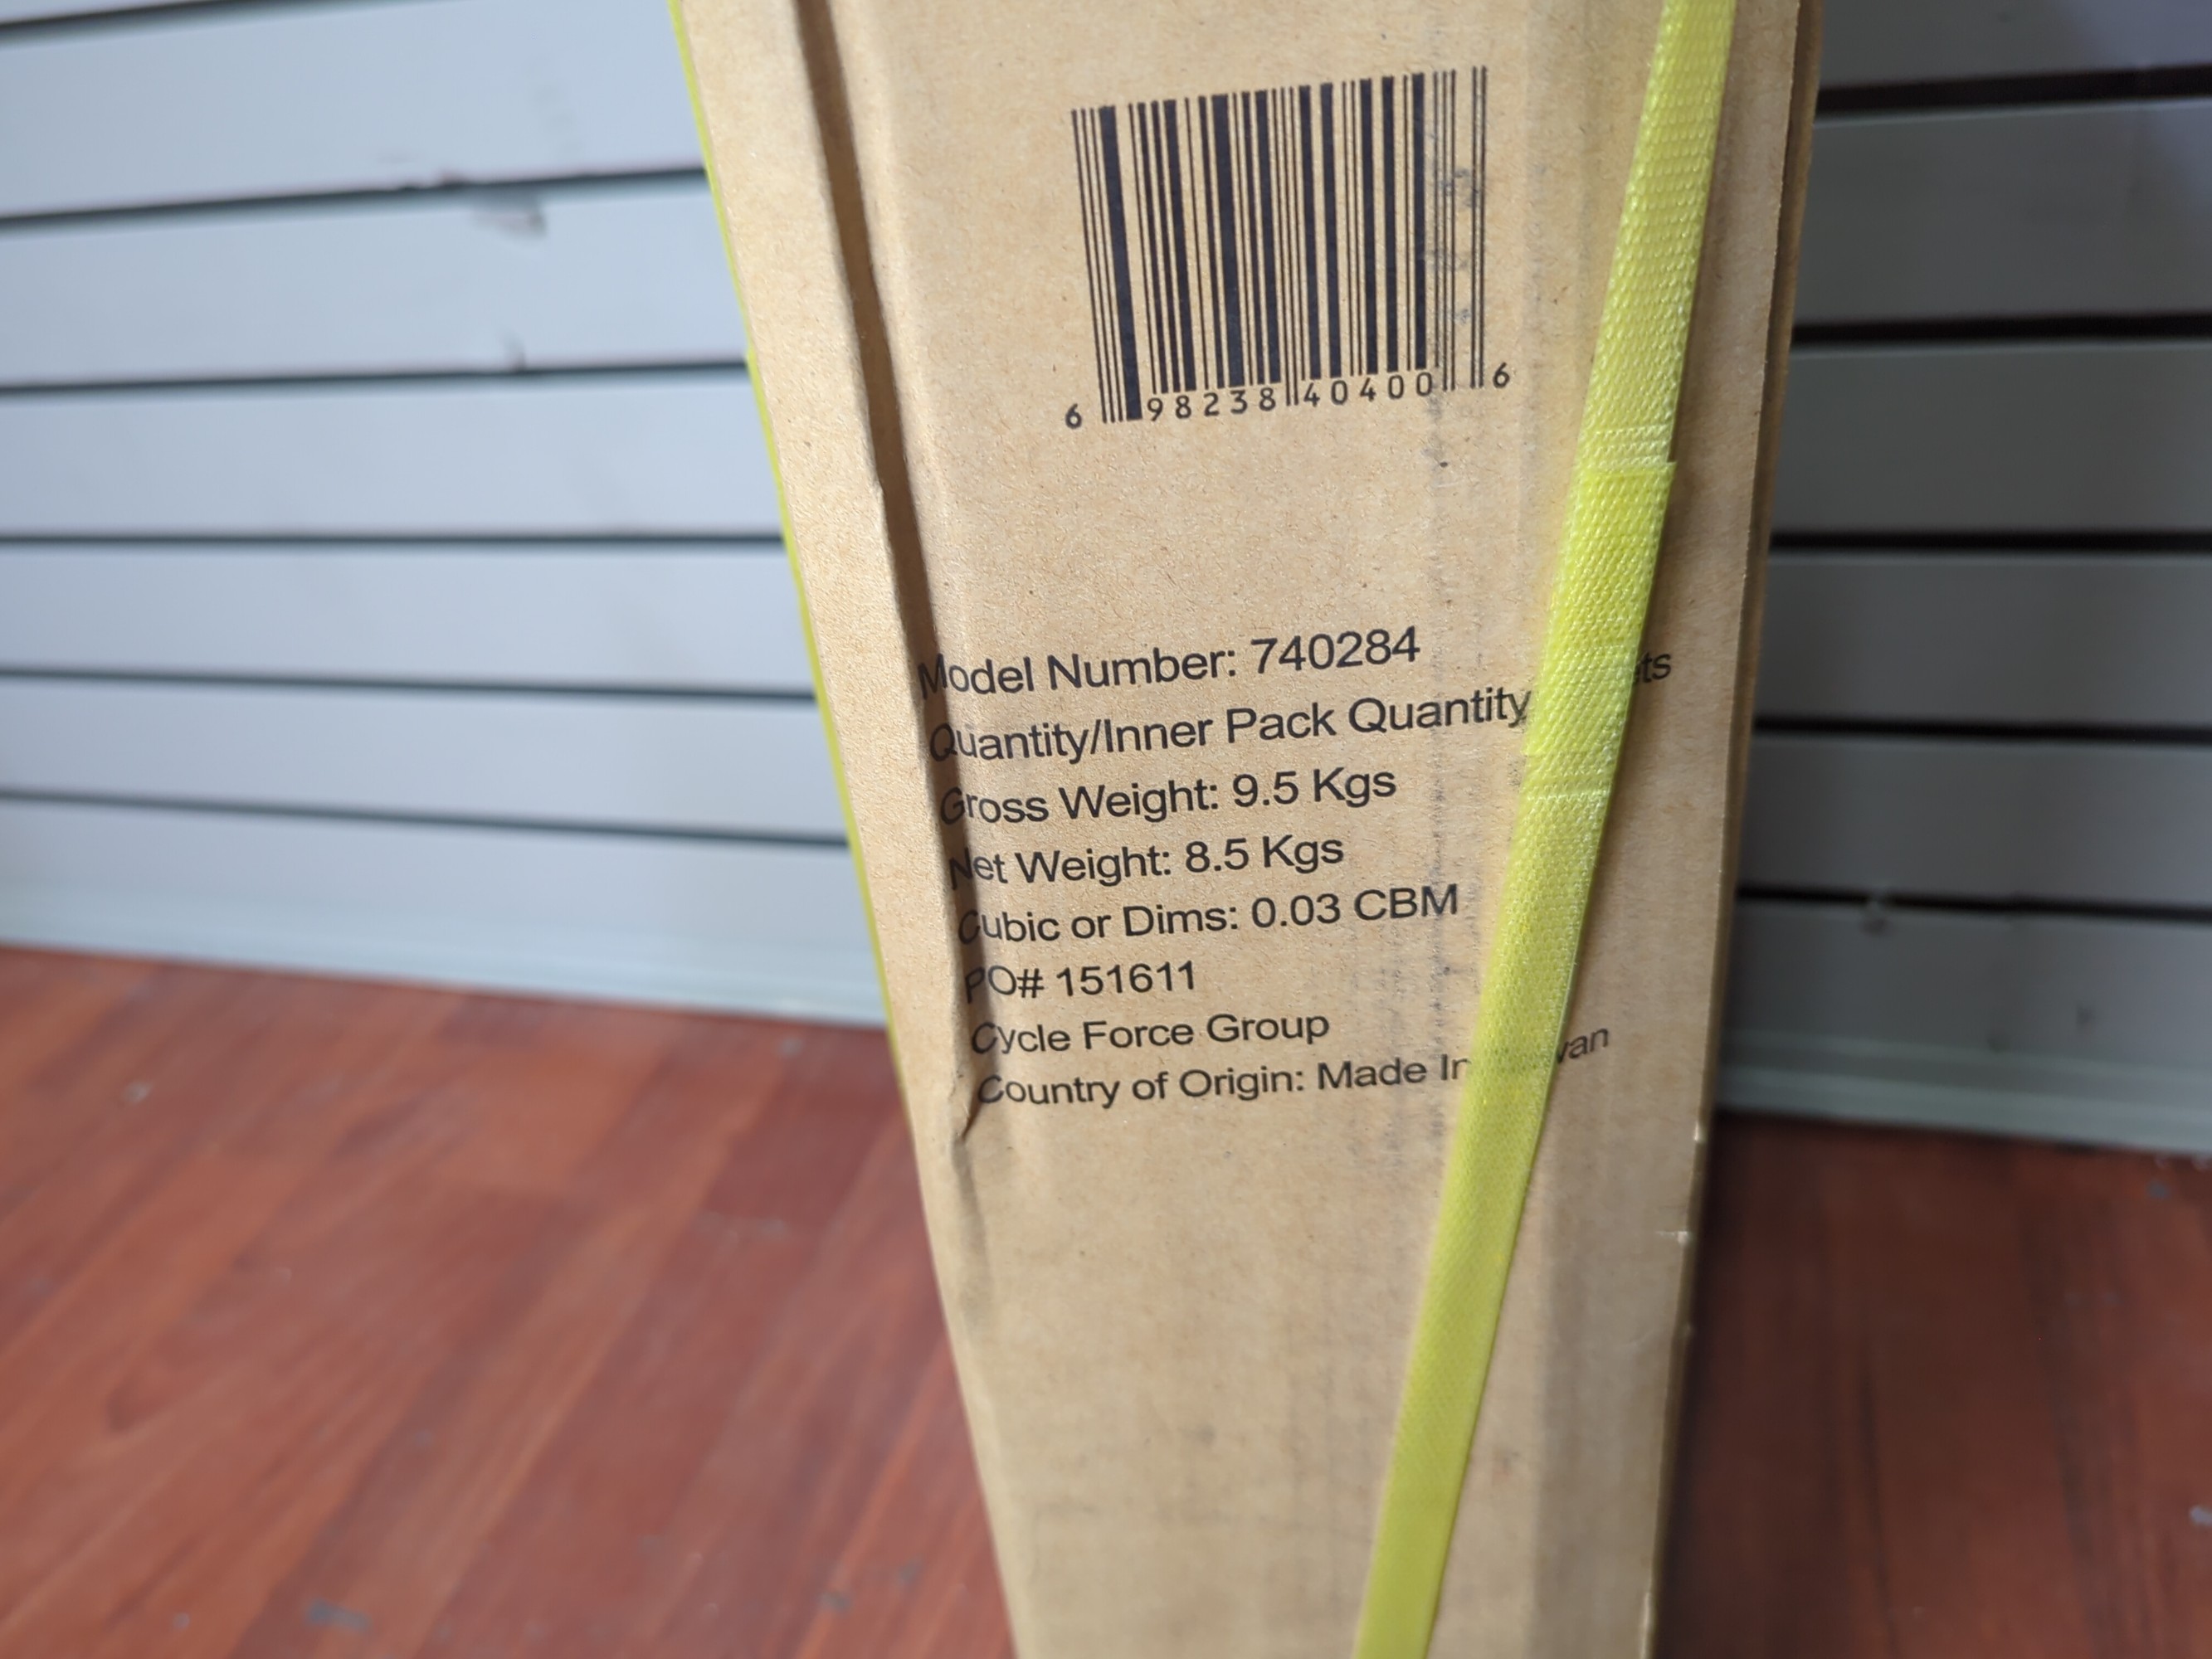 6 98238 40400 6
Model Number: 740284
Quantity/Inner Pack Quantity
Gross Weight: 9.5 Kgs
Net Weight: 8.5 Kgs
Cubic or Dims: 0.03 CBM
PO# 151611
Cycle Force Group
Country of Origin: Made In